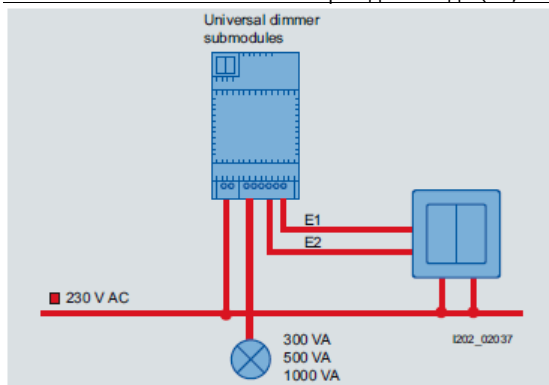 Universal dimmer
submodules
E1
E2
230 V AC
I202_02037
300 VA
500 VA
1000 VA